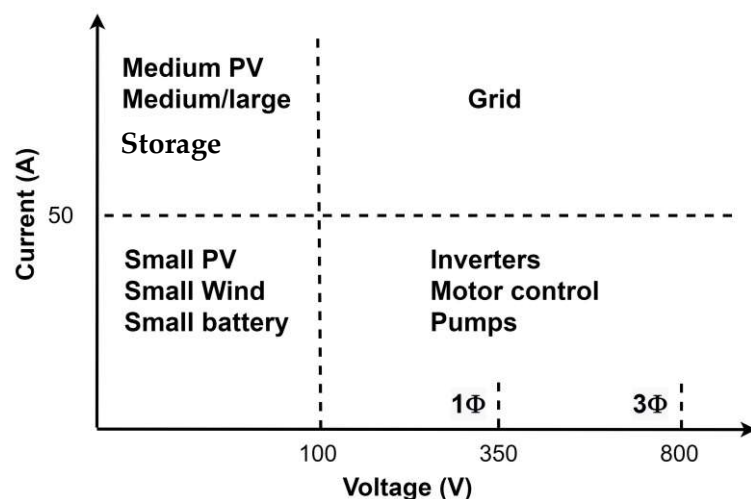 Medium PV
Medium/large
Storage
Grid
Current (A)
50
Small PV
Small Wind
Small battery
Inverters
Motor control
Pumps
1Φ
3Φ
100
350
800
Voltage (V)